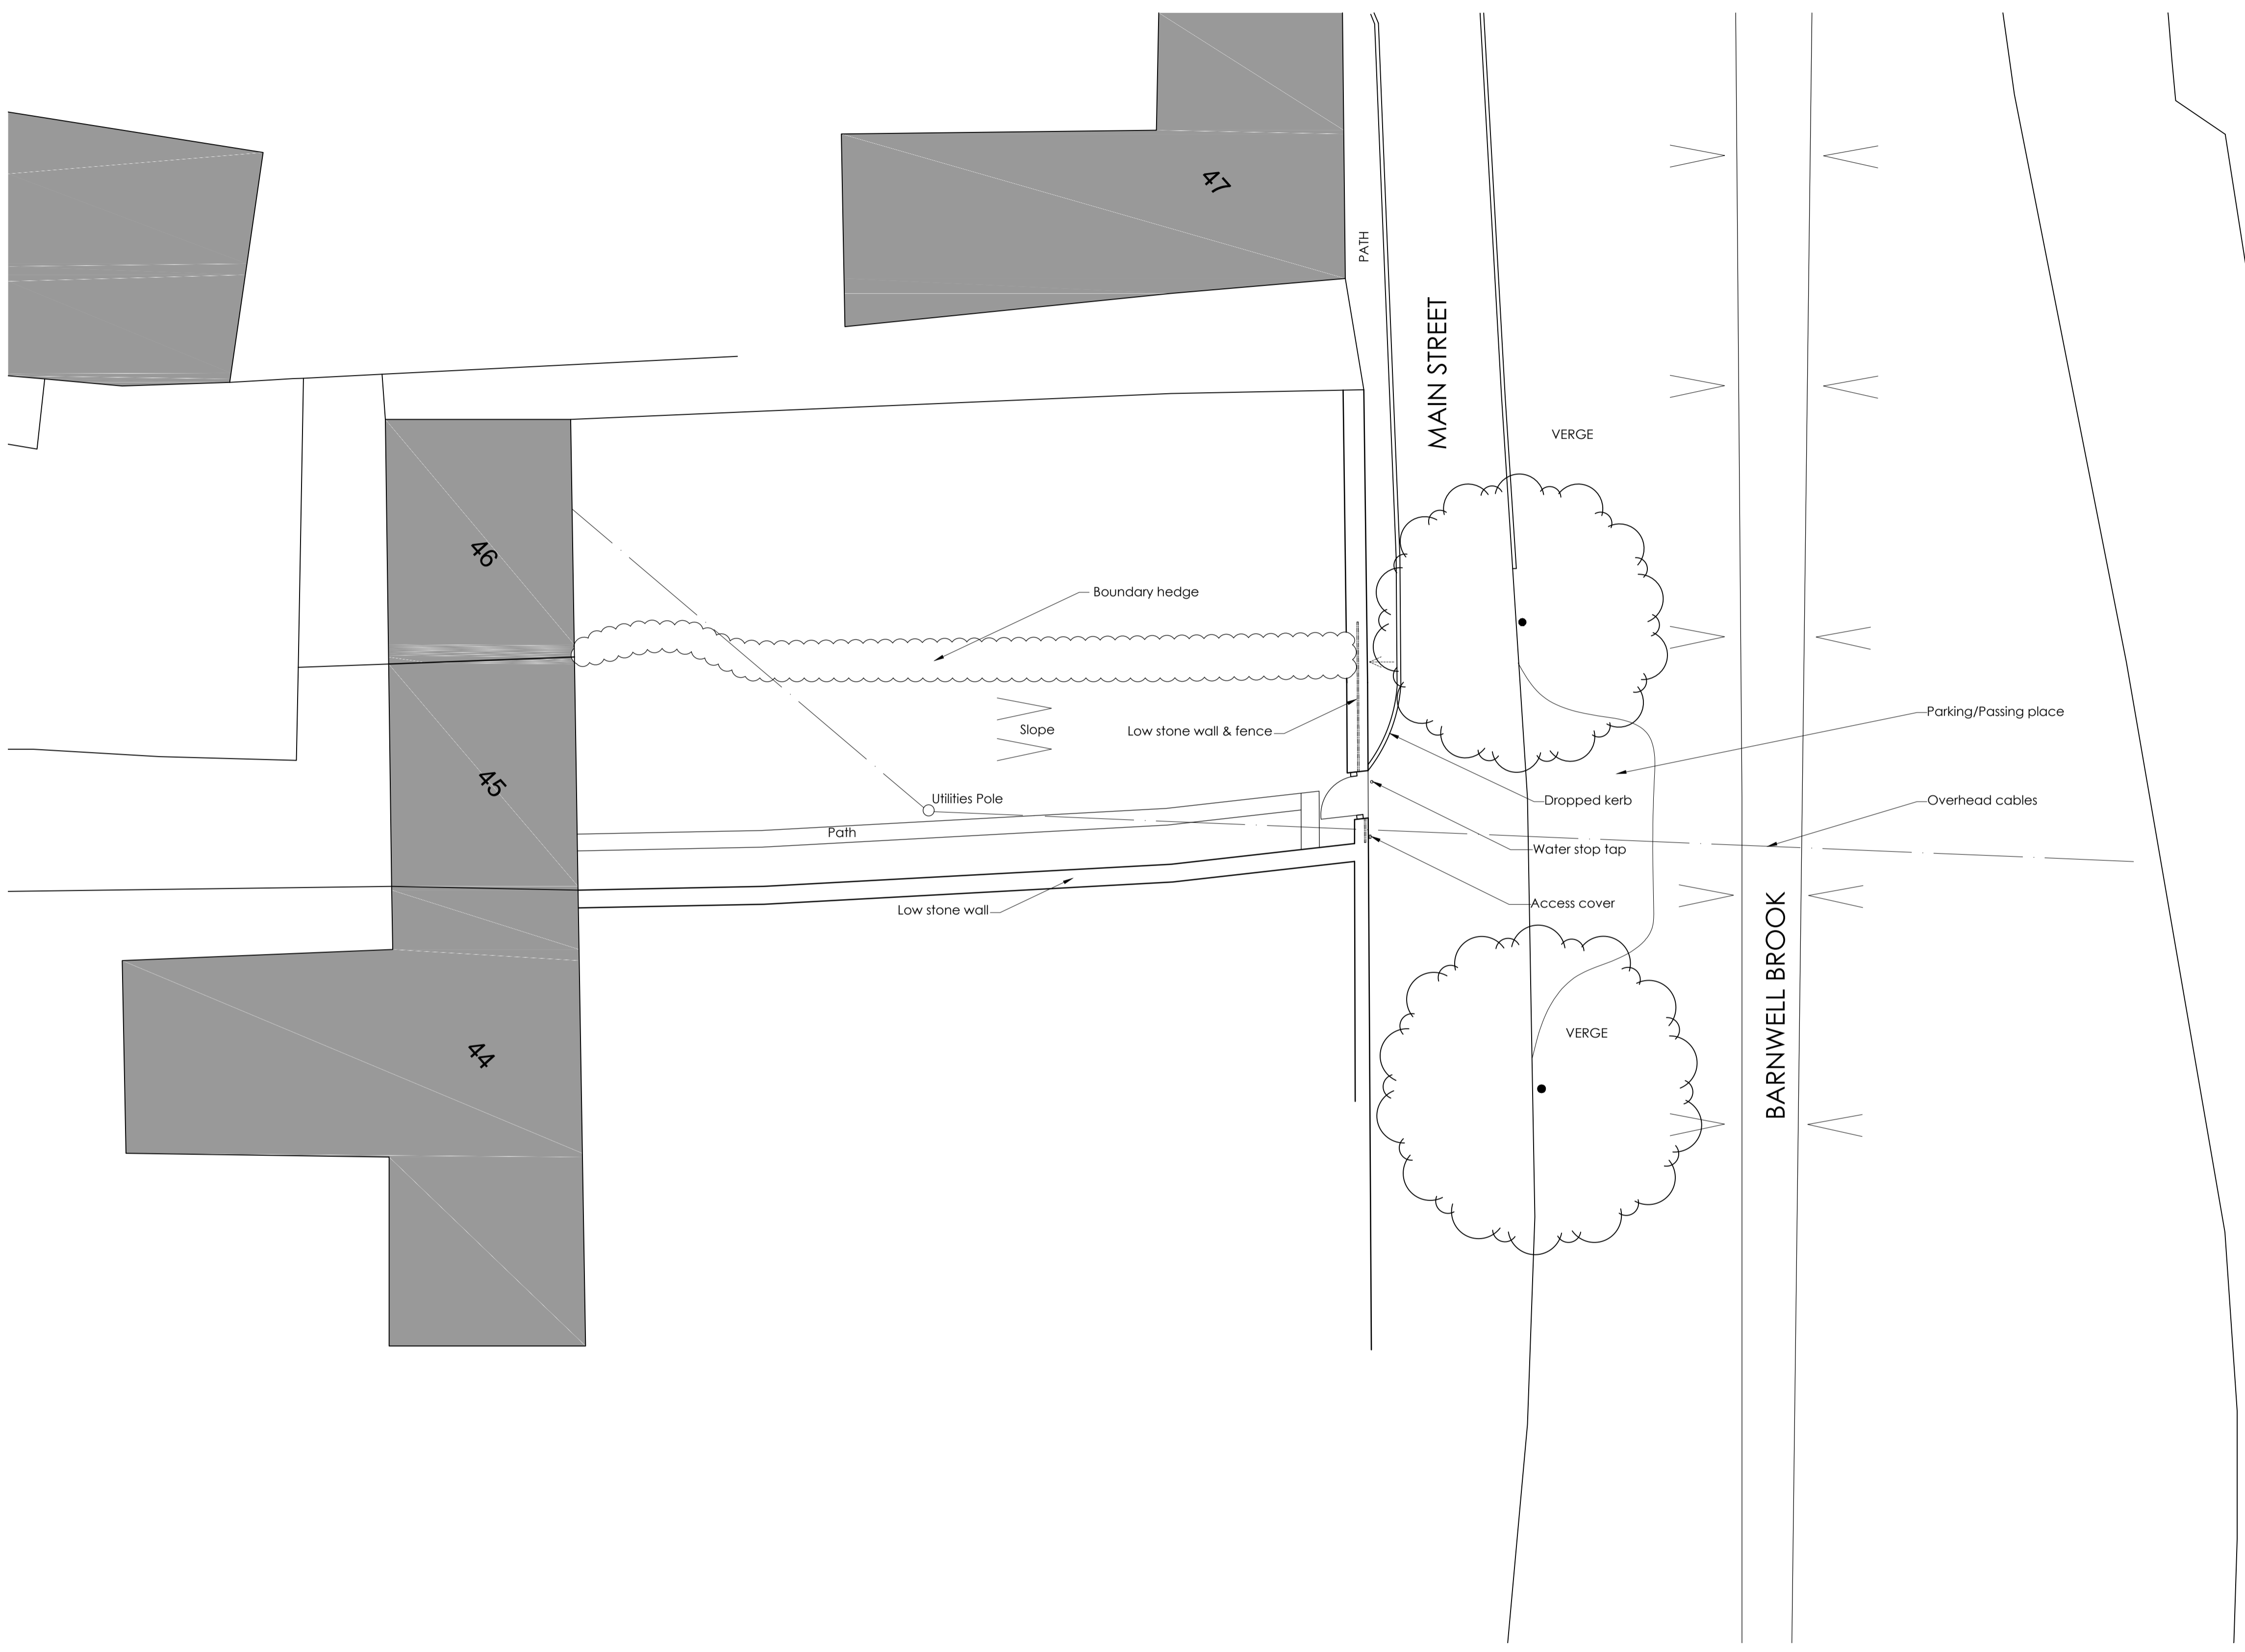 47
PATH
MAIN STREET
VERGE
46
Boundary hedge
Slope
Low stone wall & fence
Parking/Passing place
45
Utilities Pole
Dropped kerb
Overhead cables
Path
Water stop tap
Low stone wall
Access cover
BARNWELL BROOK
VERGE
44